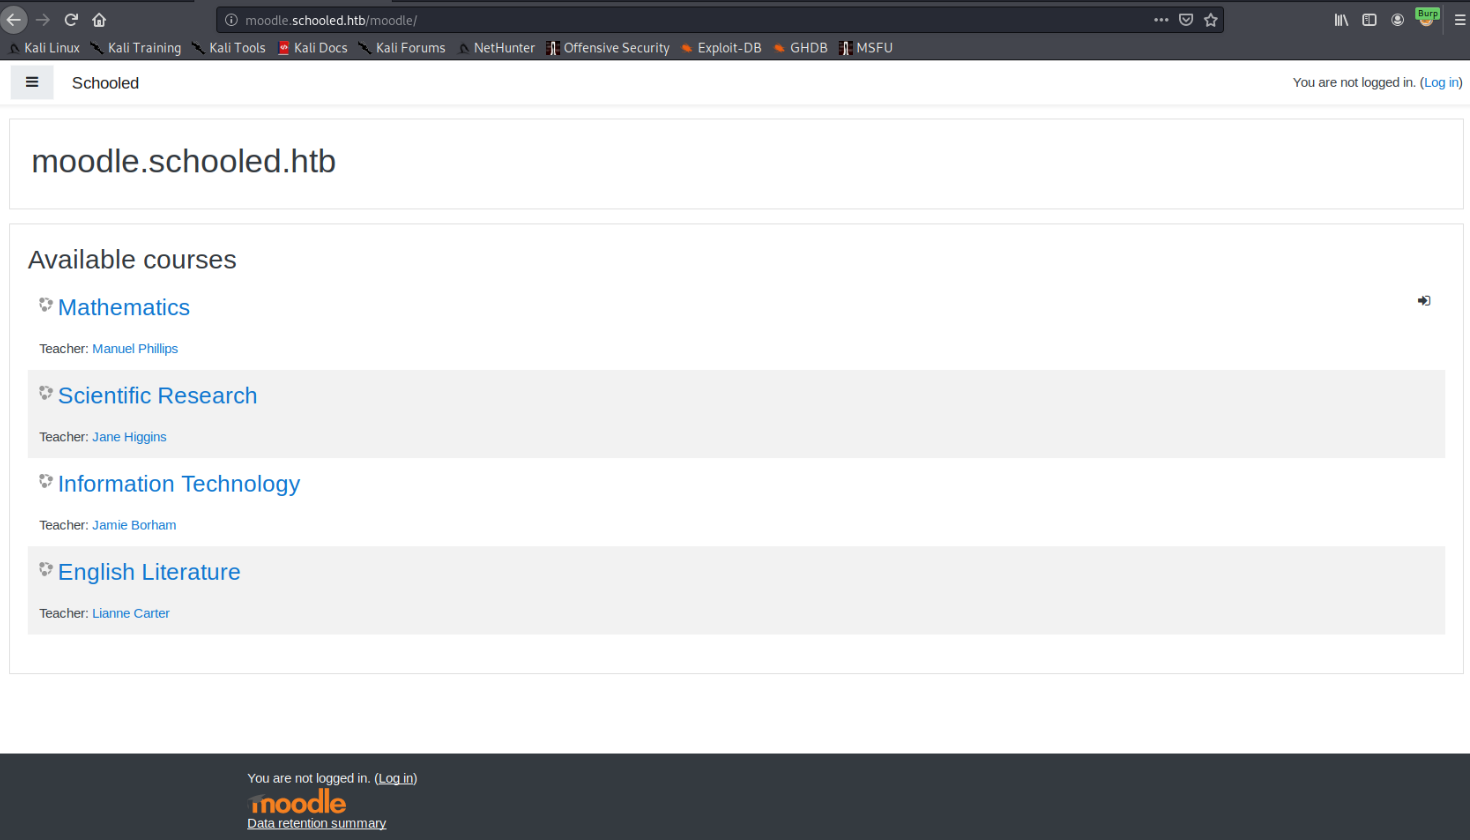 moodle.schooled.htb/moodle/
Burp
Kali Linux Kali Training Kali Tools Kali Docs Kali Forums NetHunter Offensive Security Exploit-DB GHDB MSFU
Schooled You are not logged in. (Log in)
moodle.schooled.htb
Available courses
Mathematics
Teacher: Manuel Phillips
Scientific Research
Teacher: Jane Higgins
Information Technology
Teacher: Jamie Borham
English Literature
Teacher: Lianne Carter
You are not logged in. (Log in)
moodle
Data retention summary